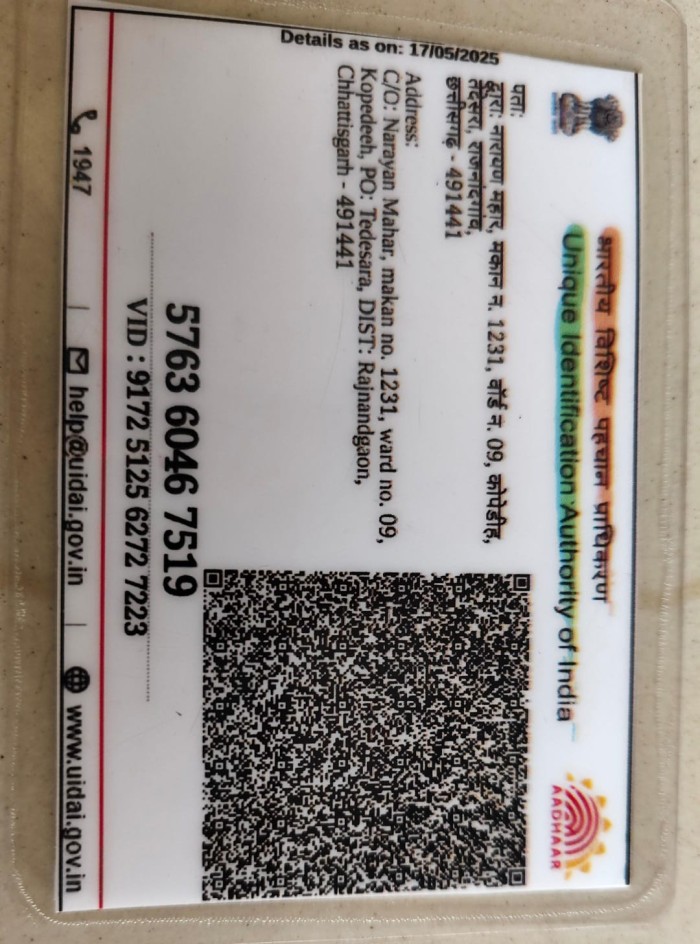 भारतीय विशिष्ट पहचान प्राधिकरण
Unique Identification Authority of India
AADHAAR
Details as on: 17/05/2025
पता:
द्वारा: नारायण महार, मकान न. 1231, वॉर्ड न. 09, कोपेडीह,
तेदेसरा, राजनांदगाव,
छत्तीसगढ़ - 491441
Address:
C/O: Narayan Mahar, makan no. 1231, ward no. 09,
Kopedeeh, PO: Tedesara, DIST: Rajnandgaon,
Chhattisgarh - 491441
5763 6046 7519
VID : 9172 5125 6272 7223
1947 | help@uidai.gov.in | www.uidai.gov.in